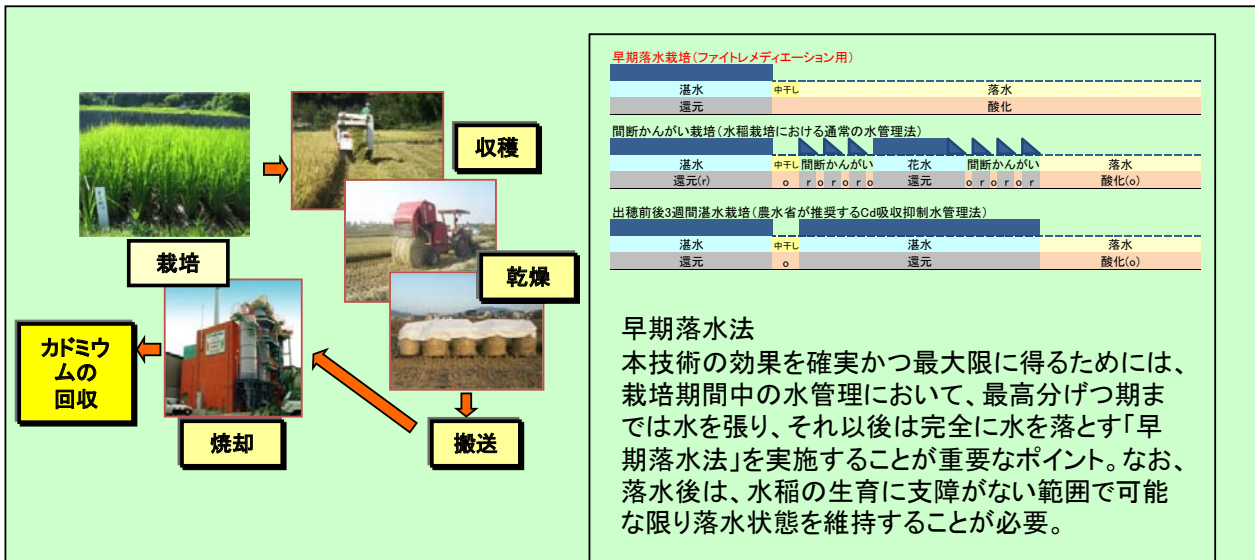 栽培
収穫
乾燥
搬送
焼却
カドミウ
ムの
回収
早期落水栽培(ファイトレメディエーション用)
湛水 中干し 落水
還元 酸化
間断かんがい栽培(水稲栽培における通常の水管理法)
湛水 中干し 間断かんがい 花水 間断かんがい 落水
還元(r) o r o r o r o 還元 o r o r o r 酸化(o)
出穂前後3週間湛水栽培(農水省が推奨するCd吸収抑制水管理法)
湛水 中干し 湛水 落水
還元 o 還元 酸化(o)
早期落水法
本技術の効果を確実かつ最大限に得るためには、
栽培期間中の水管理において、最高分げつ期ま
では水を張り、それ以後は完全に水を落とす「早
期落水法」を実施することが重要なポイント。なお、
落水後は、水稲の生育に支障がない範囲で可能
な限り落水状態を維持することが必要。